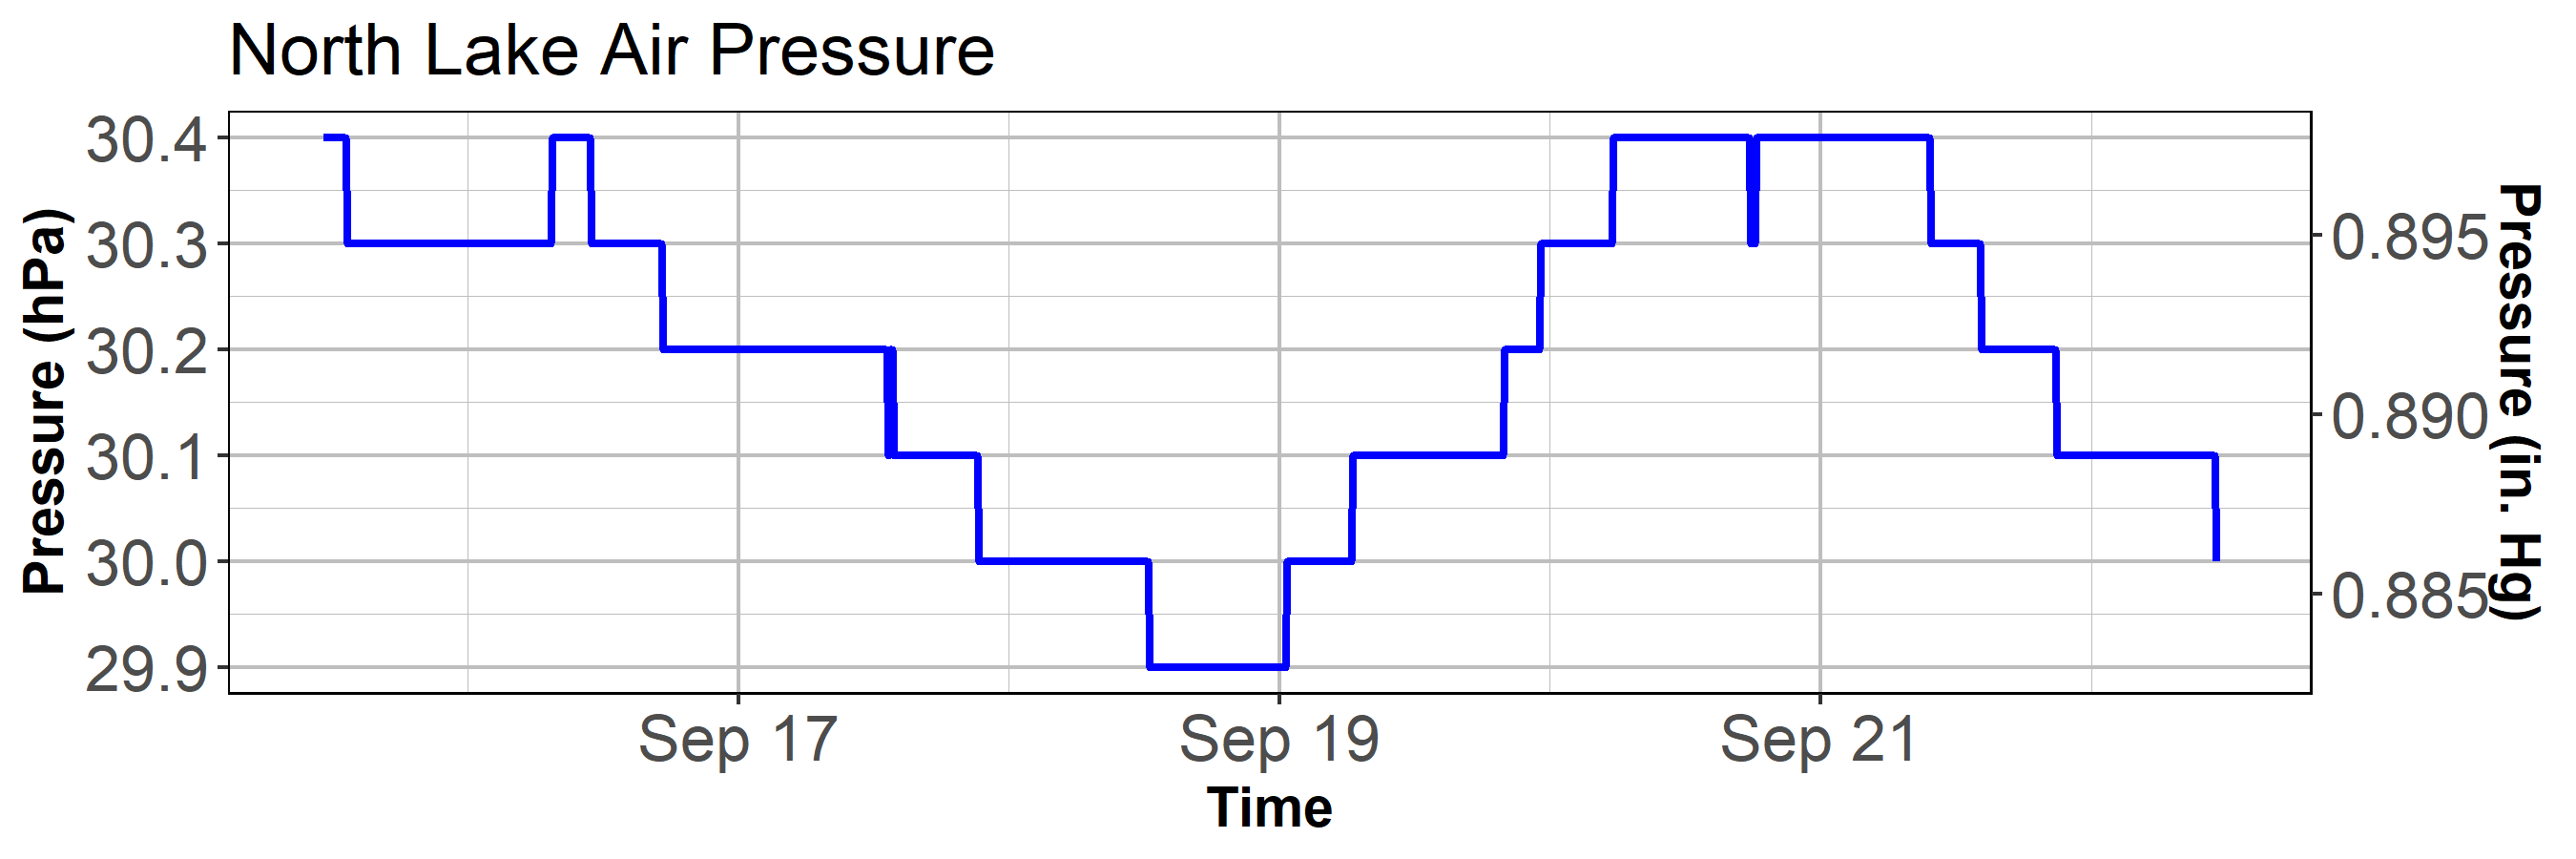 North Lake Air Pressure
Pressure (hPa)
30.4
30.3
30.2
30.1
30.0
29.9
0.895
0.890
0.885
Pressure (in. Hg)
Sep 17
Sep 19
Sep 21
Time